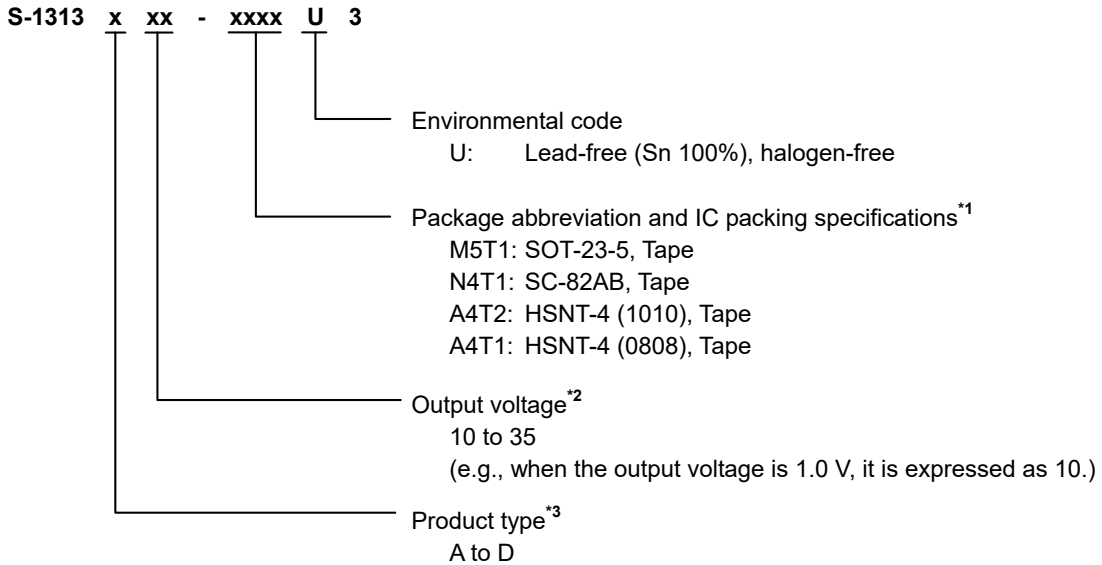 S-1313 x xx - xxxx U 3
Environmental code
U: Lead-free (Sn 100%), halogen-free
Package abbreviation and IC packing specifications*1
M5T1: SOT-23-5, Tape
N4T1: SC-82AB, Tape
A4T2: HSNT-4 (1010), Tape
A4T1: HSNT-4 (0808), Tape
Output voltage*2
10 to 35
(e.g., when the output voltage is 1.0 V, it is expressed as 10.)
Product type*3
A to D